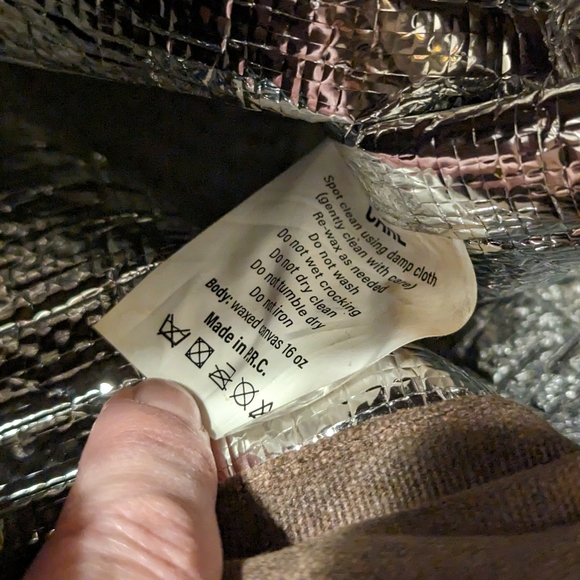 CARE
Spot clean using damp cloth
(gently clean with care)
Re-wax as needed
Do not wash
Do not wet crocking
Do not dry clean
Do not tumble dry
Do not Iron
Body: waxed canvas 16 oz
Made in P.R.C.